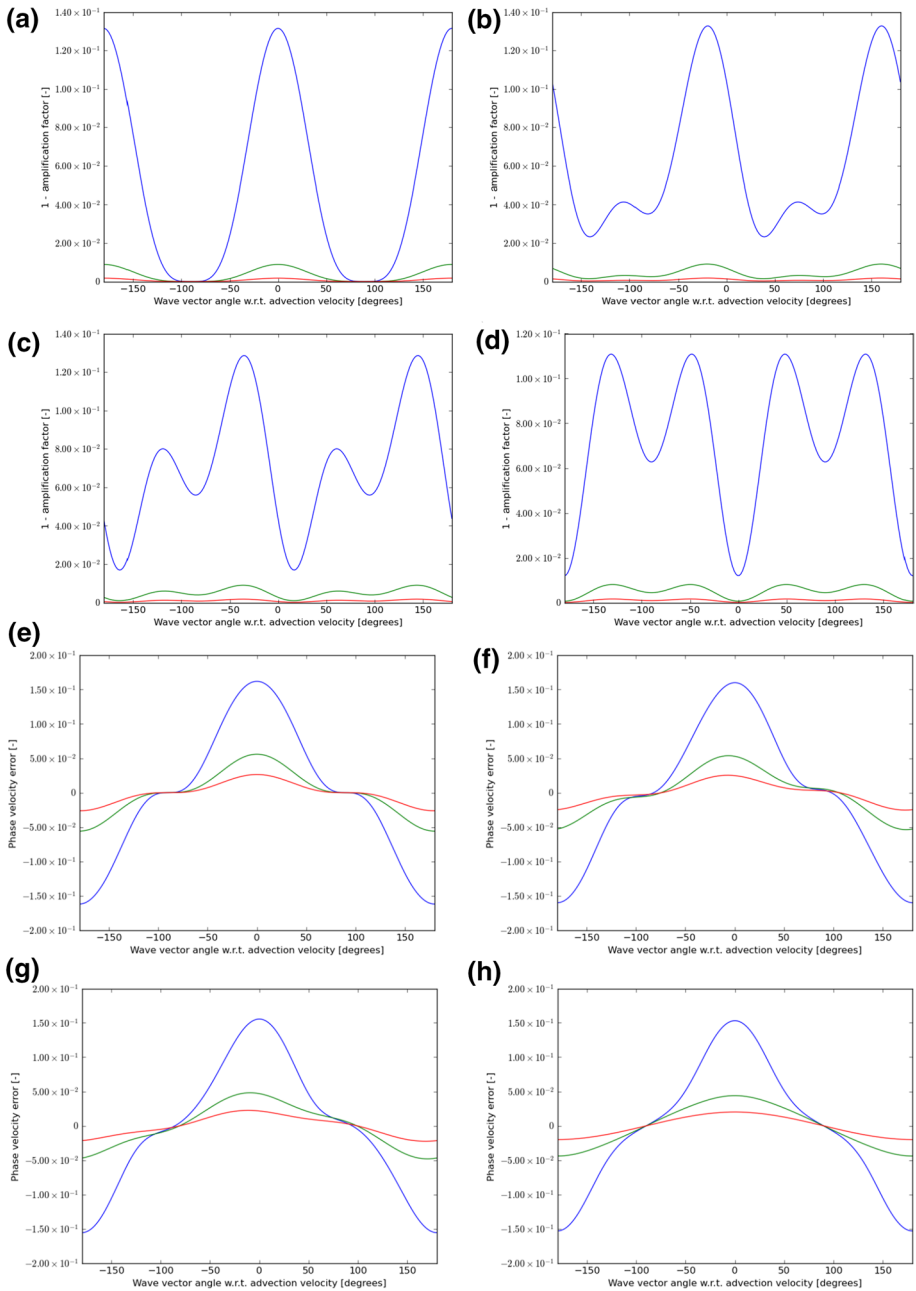 (a)
(b)
1.40 × 10⁻¹
1.20 × 10⁻¹
1.00 × 10⁻¹
8.00 × 10⁻²
6.00 × 10⁻²
4.00 × 10⁻²
2.00 × 10⁻²
0
1 - amplification factor [-]
−150 −100 −50 0 50 100 150
Wave vector angle w.r.t. advection velocity [degrees]
1.40 × 10⁻¹
1.20 × 10⁻¹
1.00 × 10⁻¹
8.00 × 10⁻²
6.00 × 10⁻²
4.00 × 10⁻²
2.00 × 10⁻²
0
1 - amplification factor [-]
−150 −100 −50 0 50 100 150
Wave vector angle w.r.t. advection velocity [degrees]
(c)
(d)
1.40 × 10⁻¹
1.20 × 10⁻¹
1.00 × 10⁻¹
8.00 × 10⁻²
6.00 × 10⁻²
4.00 × 10⁻²
2.00 × 10⁻²
0
1 - amplification factor [-]
−150 −100 −50 0 50 100 150
Wave vector angle w.r.t. advection velocity [degrees]
1.20 × 10⁻¹
1.00 × 10⁻¹
8.00 × 10⁻²
6.00 × 10⁻²
4.00 × 10⁻²
2.00 × 10⁻²
0
1 - amplification factor [-]
−150 −100 −50 0 50 100 150
Wave vector angle w.r.t. advection velocity [degrees]
(e)
(f)
2.00 × 10⁻¹
1.50 × 10⁻¹
1.00 × 10⁻¹
5.00 × 10⁻²
0
−5.00 × 10⁻²
−1.00 × 10⁻¹
−1.50 × 10⁻¹
−2.00 × 10⁻¹
Phase velocity error [-]
−150 −100 −50 0 50 100 150
Wave vector angle w.r.t. advection velocity [degrees]
2.00 × 10⁻¹
1.50 × 10⁻¹
1.00 × 10⁻¹
5.00 × 10⁻²
0
−5.00 × 10⁻²
−1.00 × 10⁻¹
−1.50 × 10⁻¹
−2.00 × 10⁻¹
Phase velocity error [-]
−150 −100 −50 0 50 100 150
Wave vector angle w.r.t. advection velocity [degrees]
(g)
(h)
2.00 × 10⁻¹
1.50 × 10⁻¹
1.00 × 10⁻¹
5.00 × 10⁻²
0
−5.00 × 10⁻²
−1.00 × 10⁻¹
−1.50 × 10⁻¹
−2.00 × 10⁻¹
Phase velocity error [-]
−150 −100 −50 0 50 100 150
Wave vector angle w.r.t. advection velocity [degrees]
2.00 × 10⁻¹
1.50 × 10⁻¹
1.00 × 10⁻¹
5.00 × 10⁻²
0
−5.00 × 10⁻²
−1.00 × 10⁻¹
−1.50 × 10⁻¹
−2.00 × 10⁻¹
Phase velocity error [-]
−150 −100 −50 0 50 100 150
Wave vector angle w.r.t. advection velocity [degrees]